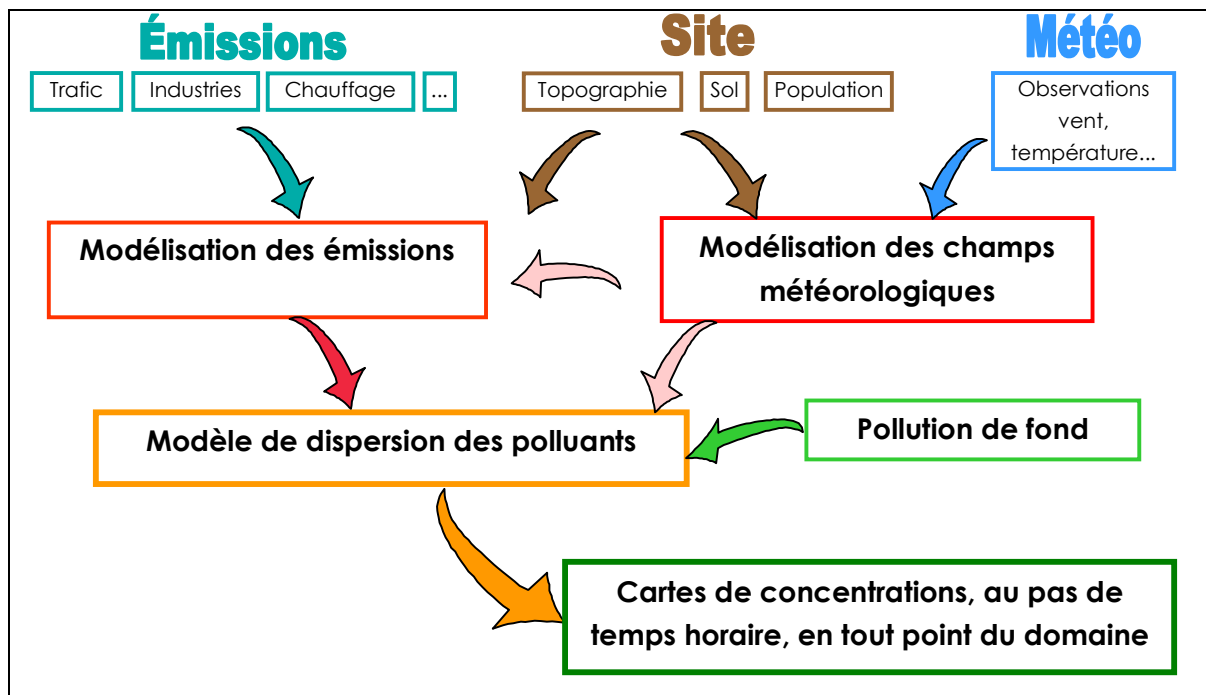 Émissions
Site
Météo
Trafic
Industries
Chauffage
...
Topographie
Sol
Population
Observations
vent,
température...
Modélisation des émissions
Modélisation des champs
météorologiques
Modèle de dispersion des polluants
Pollution de fond
Cartes de concentrations, au pas de
temps horaire, en tout point du domaine